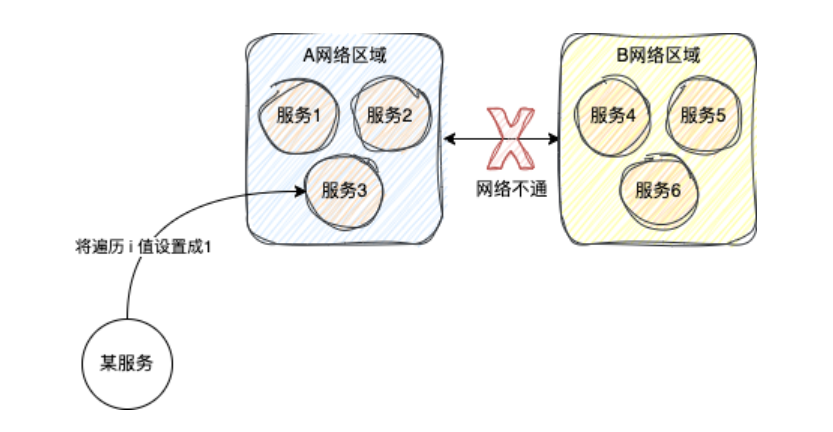 A网络区域
B网络区域
服务1
服务2
服务4
服务5
网络不通
服务3
服务6
将遍历 i 值设置成1
某服务